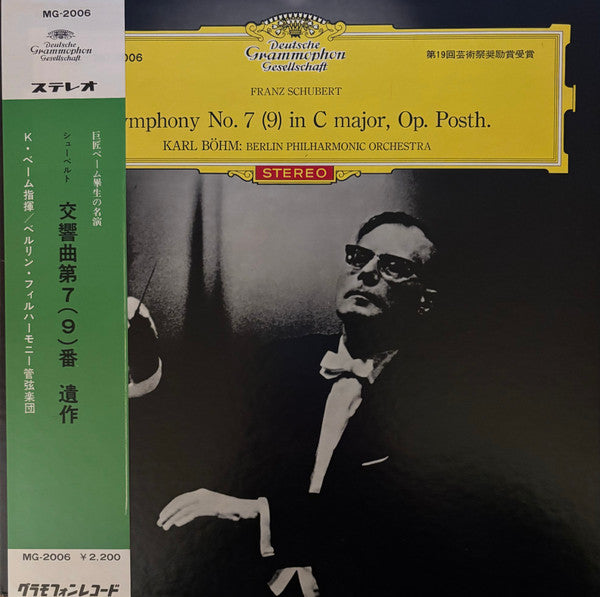 MG-2006
Deutsche
Grammophon
Gesellschaft
ステレオ
巨匠ベーム畢生の名演
シューベルト
交響曲第7(9)番 遺作
K・ベーム指揮/ベルリン・フィルハーモニー管弦楽団
MG-2006 ¥2,200
グラモフォンレコード
Deutsche
Grammophon
Gesellschaft
006
第19回芸術祭奨励賞受賞
FRANZ SCHUBERT
ymphony No. 7 (9) in C major, Op. Posth.
KARL BÖHM: BERLIN PHILHARMONIC ORCHESTRA
STEREO